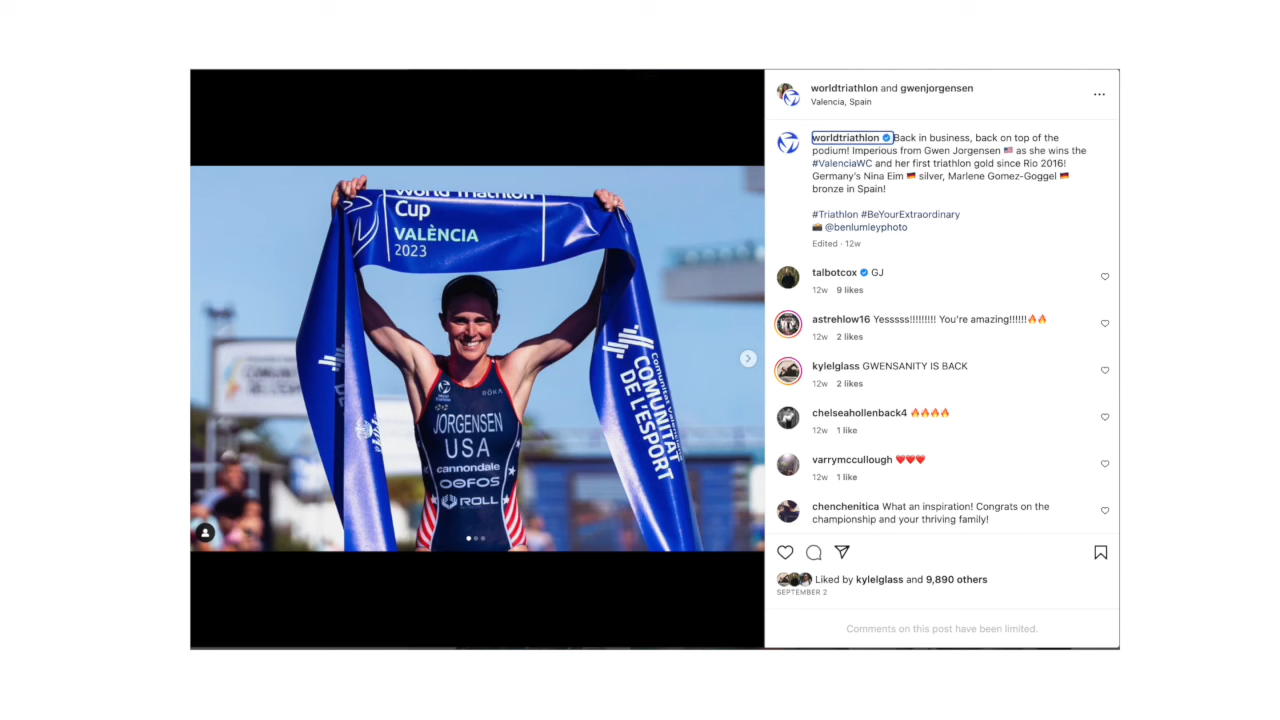 World Triathlon
Cup
VALÈNCIA
2023
Comunitat Valenciana
COMUNITAT
DE L'ESPORT
ROKA
JORGENSEN
USA
cannondale
OOFOS
ROLL
worldtriathlon and gwenjorgensen
Valencia, Spain
worldtriathlon Back in business, back on top of the
podium! Imperious from Gwen Jorgensen 🇺🇸 as she wins the
#ValenciaWC and her first triathlon gold since Rio 2016!
Germany's Nina Eim 🇩🇪 silver, Marlene Gomez-Goggel 🇩🇪
bronze in Spain!
#Triathlon #BeYourExtraordinary
📸 @benlumleyphoto
Edited · 12w
talbotcox GJ
12w 9 likes
astrehlow16 Yesssss!!!!!!!!! You're amazing!!!!!!🔥🔥
12w 2 likes
kylelglass GWENSANITY IS BACK
12w 2 likes
chelseahollenback4 🔥🔥🔥🔥
12w 1 like
varrymccullough ❤️❤️❤️
12w 1 like
chenchenitica What an inspiration! Congrats on the
championship and your thriving family!
Liked by kylelglass and 9,890 others
SEPTEMBER 2
Comments on this post have been limited.